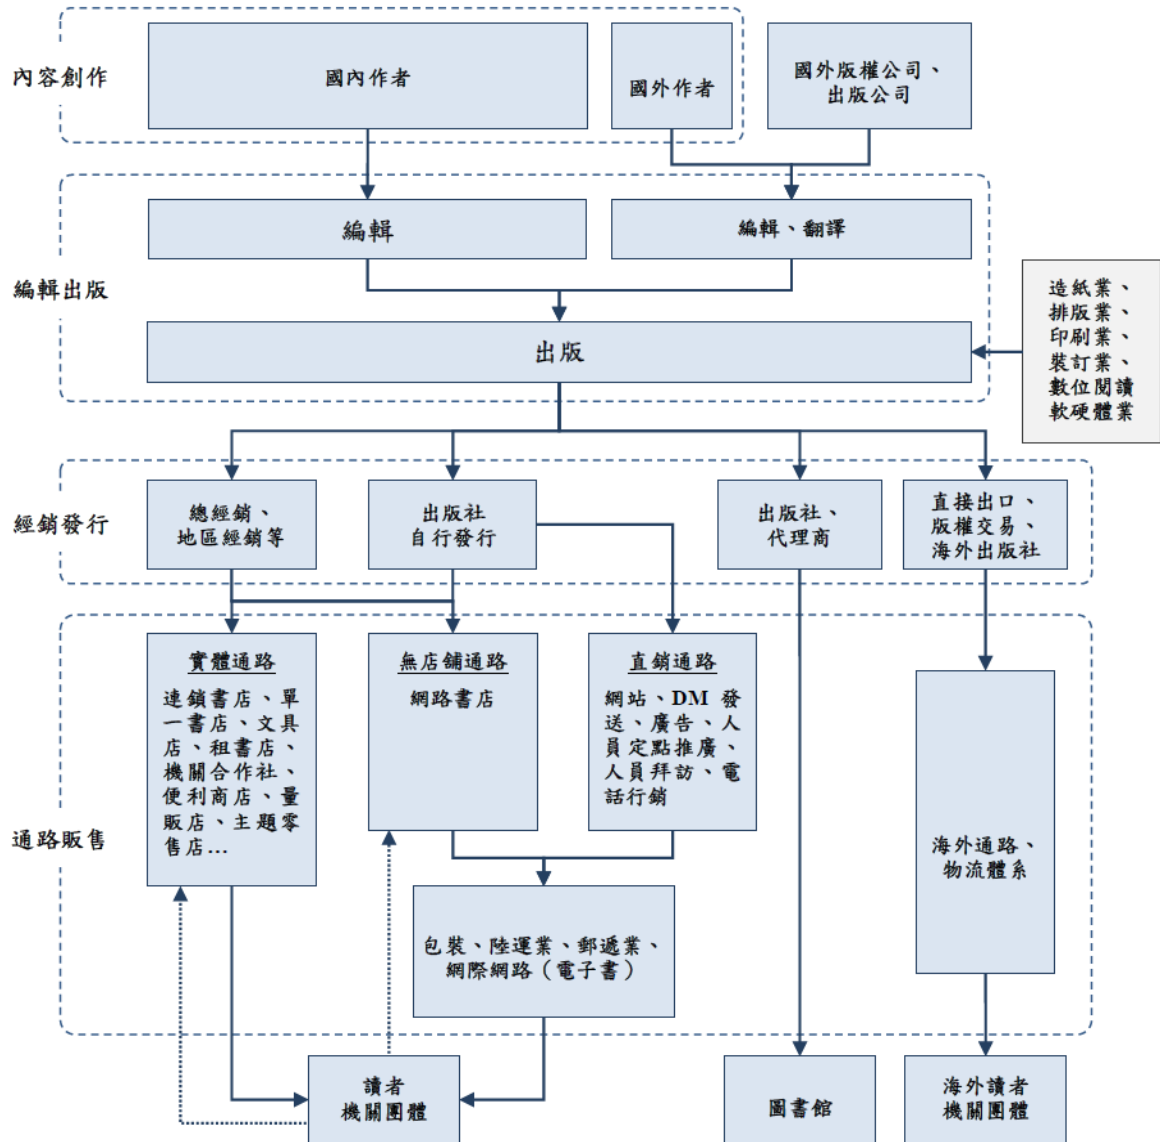 內容創作
國內作者
國外作者
國外版權公司、
出版公司
編輯出版
編輯
編輯、翻譯
出版
造紙業、
排版業、
印刷業、
裝訂業、
數位閱讀
軟硬體業
經銷發行
總經銷、
地區經銷等
出版社
自行發行
出版社、
代理商
直接出口、
版權交易、
海外出版社
通路販售
實體通路
連鎖書店、單
一書店、文具
店、租書店、
機關合作社、
便利商店、量
販店、主題零
售店...
無店舖通路
網路書店
直銷通路
網站、DM 發
送、廣告、人
員定點推廣、
人員拜訪、電
話行銷
海外通路、
物流體系
包裝、陸運業、郵遞業、
網際網路（電子書）
讀者
機關團體
圖書館
海外讀者
機關團體